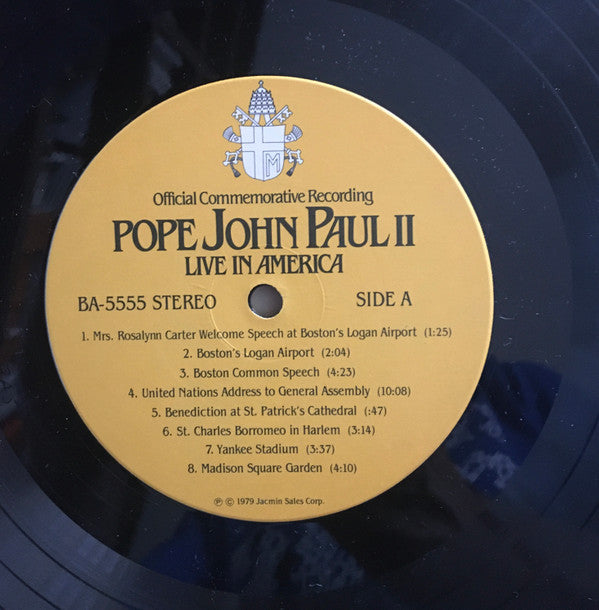 M
Official Commemorative Recording
POPE JOHN PAUL II
LIVE IN AMERICA
BA-5555 STEREO SIDE A
1. Mrs. Rosalynn Carter Welcome Speech at Boston's Logan Airport (1:25)
2. Boston's Logan Airport (2:04)
3. Boston Common Speech (4:23)
4. United Nations Address to General Assembly (10:08)
5. Benediction at St. Patrick's Cathedral (:47)
6. St. Charles Borromeo in Harlem (3:14)
7. Yankee Stadium (3:37)
8. Madison Square Garden (4:10)
℗ © 1979 Jacmin Sales Corp.